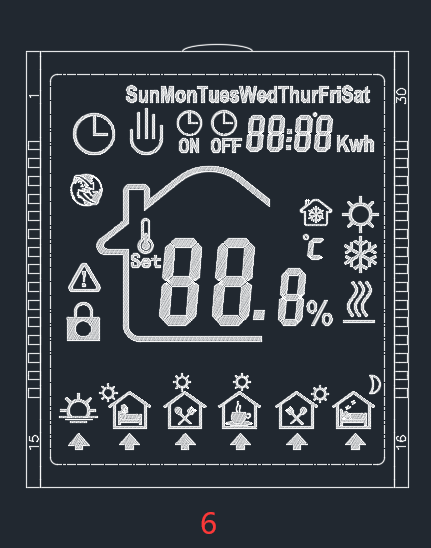 SunMonTuesWedThurFriSat
1
30
ON OFF 88:88 Kwh
°C
Set 88.8%
15
16
6